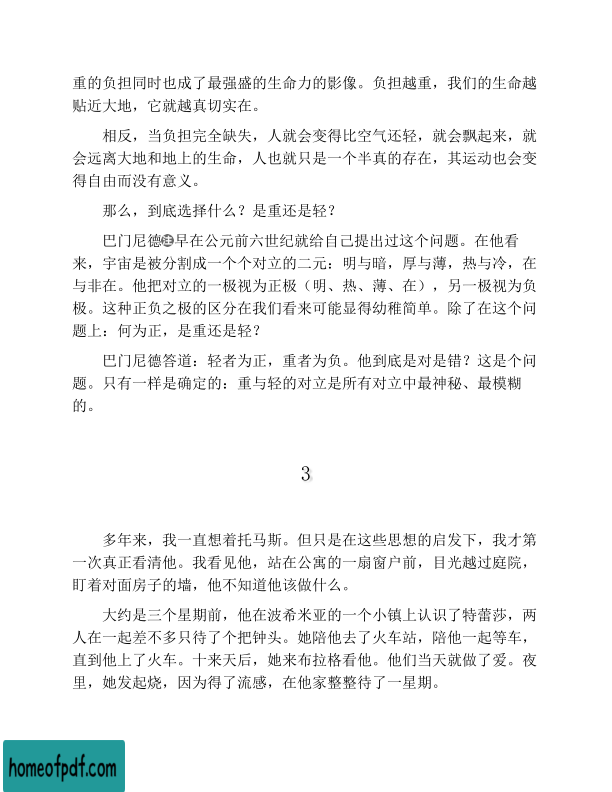 重的负担同时也成了最强盛的生命力的影像。负担越重，我们的生命越
贴近大地，它就越真切实在。
相反，当负担完全缺失，人就会变得比空气还轻，就会飘起来，就
会远离大地和地上的生命，人也就只是一个半真的存在，其运动也会变
得自由而没有意义。
那么，到底选择什么？是重还是轻？
巴门尼德注早在公元前六世纪就给自己提出过这个问题。在他看
来，宇宙是被分割成一个个对立的二元：明与暗，厚与薄，热与冷，在
与非在。他把对立的一极视为正极（明、热、薄、在），另一极视为负
极。这种正负之极的区分在我们看来可能显得幼稚简单。除了在这个问
题上：何为正，是重还是轻？
巴门尼德答道：轻者为正，重者为负。他到底是对是错？这是个问
题。只有一样是确定的：重与轻的对立是所有对立中最神秘、最模糊
的。
3
多年来，我一直想着托马斯。但只是在这些思想的启发下，我才第
一次真正看清他。我看见他，站在公寓的一扇窗户前，目光越过庭院，
盯着对面房子的墙，他不知道他该做什么。
大约是三个星期前，他在波希米亚的一个小镇上认识了特蕾莎，两
人在一起差不多只待了个把钟头。她陪他去了火车站，陪他一起等车，
直到他上了火车。十来天后，她来布拉格看他。他们当天就做了爱。夜
里，她发起烧，因为得了流感，在他家整整待了一星期。
homeofpdf.com